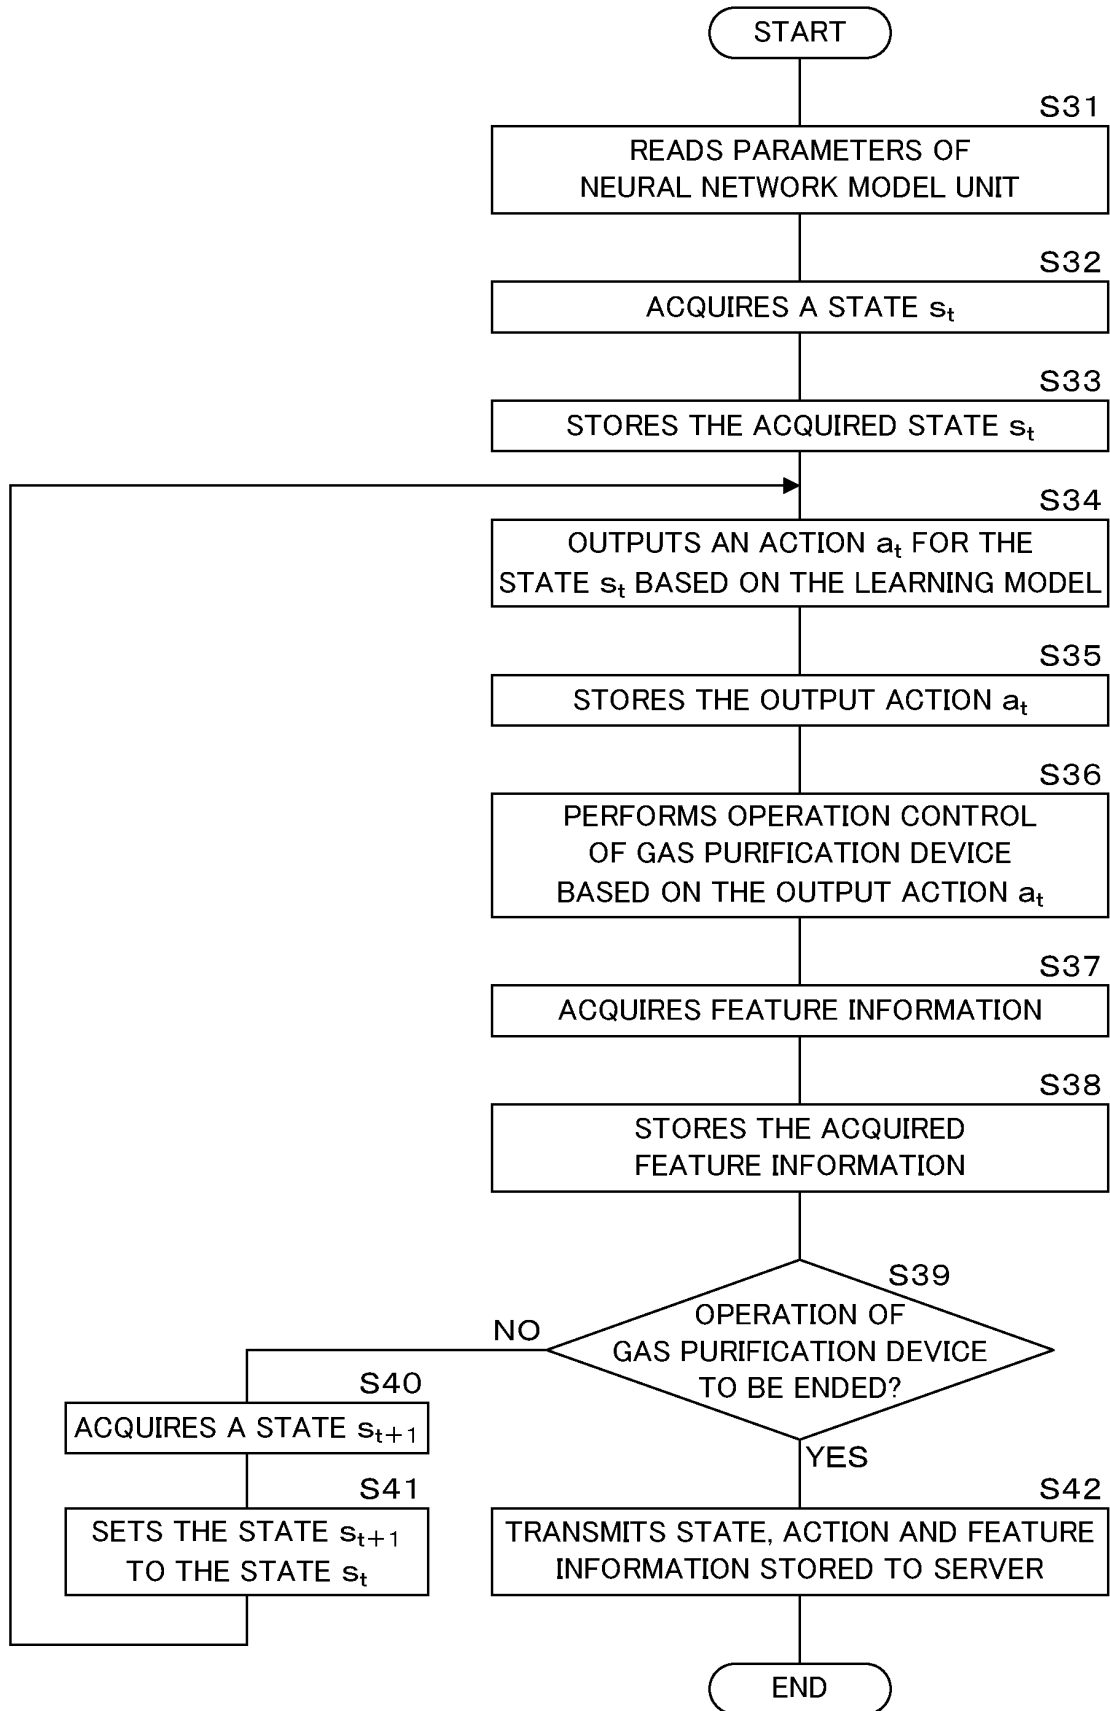 START
S31
READS PARAMETERS OF
NEURAL NETWORK MODEL UNIT
S32
ACQUIRES A STATE sₜ
S33
STORES THE ACQUIRED STATE sₜ
S34
OUTPUTS AN ACTION aₜ FOR THE
STATE sₜ BASED ON THE LEARNING MODEL
S35
STORES THE OUTPUT ACTION aₜ
S36
PERFORMS OPERATION CONTROL
OF GAS PURIFICATION DEVICE
BASED ON THE OUTPUT ACTION aₜ
S37
ACQUIRES FEATURE INFORMATION
S38
STORES THE ACQUIRED
FEATURE INFORMATION
S39
OPERATION OF
GAS PURIFICATION DEVICE
TO BE ENDED?
NO
S40
ACQUIRES A STATE sₜ₊₁
S41
SETS THE STATE sₜ₊₁
TO THE STATE sₜ
YES
S42
TRANSMITS STATE, ACTION AND FEATURE
INFORMATION STORED TO SERVER
END